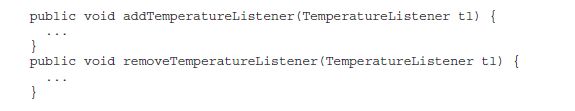 public void addTemperatureListener(TemperatureListener tl) {
...
}
public void removeTemperatureListener(TemperatureListener tl) {
...
}